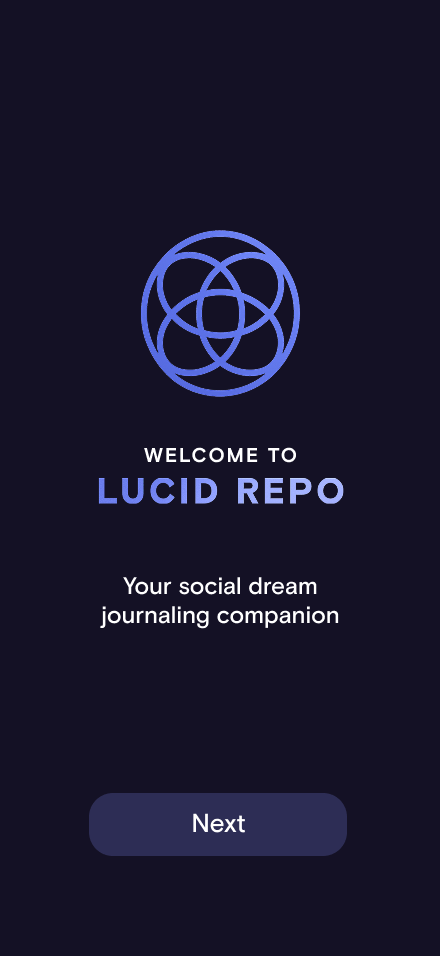 WELCOME TO
LUCID REPO
Your social dream
journaling companion
Next